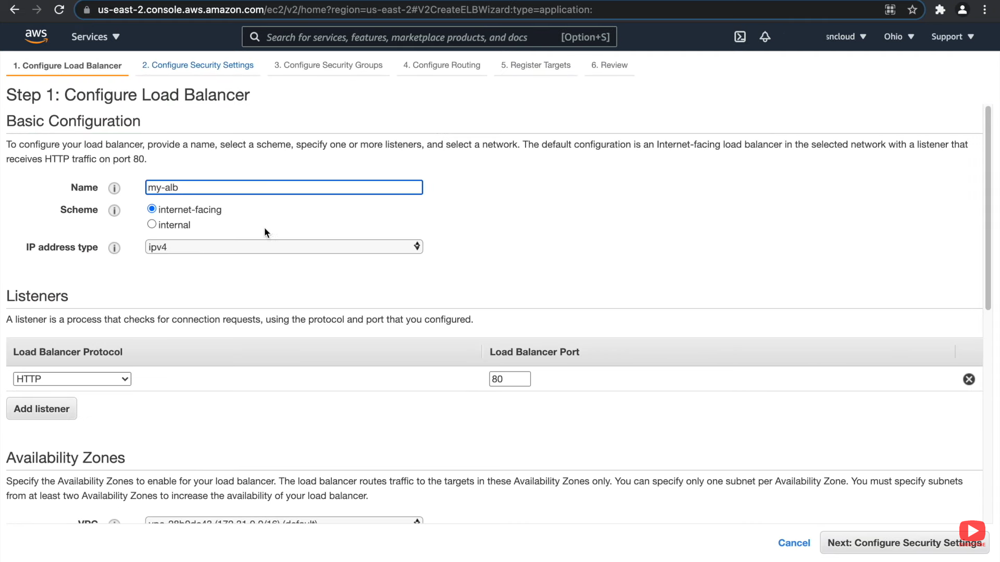 us-east-2.console.aws.amazon.com/ec2/v2/home?region=us-east-2#V2CreateELBWizard:type=application:
aws Services Search for services, features, marketplace products, and docs [Option+S] sncloud Ohio Support
1. Configure Load Balancer 2. Configure Security Settings 3. Configure Security Groups 4. Configure Routing 5. Register Targets 6. Review
Step 1: Configure Load Balancer
Basic Configuration
To configure your load balancer, provide a name, select a scheme, specify one or more listeners, and select a network. The default configuration is an Internet-facing load balancer in the selected network with a listener that
receives HTTP traffic on port 80.
Name i my-alb
Scheme i internet-facing
internal
IP address type i ipv4
Listeners
A listener is a process that checks for connection requests, using the protocol and port that you configured.
Load Balancer Protocol Load Balancer Port
HTTP 80
Add listener
Availability Zones
Specify the Availability Zones to enable for your load balancer. The load balancer routes traffic to the targets in these Availability Zones only. You can specify only one subnet per Availability Zone. You must specify subnets
from at least two Availability Zones to increase the availability of your load balancer.
VPC (172.31.0.0/16) (default)
Cancel Next: Configure Security Settings